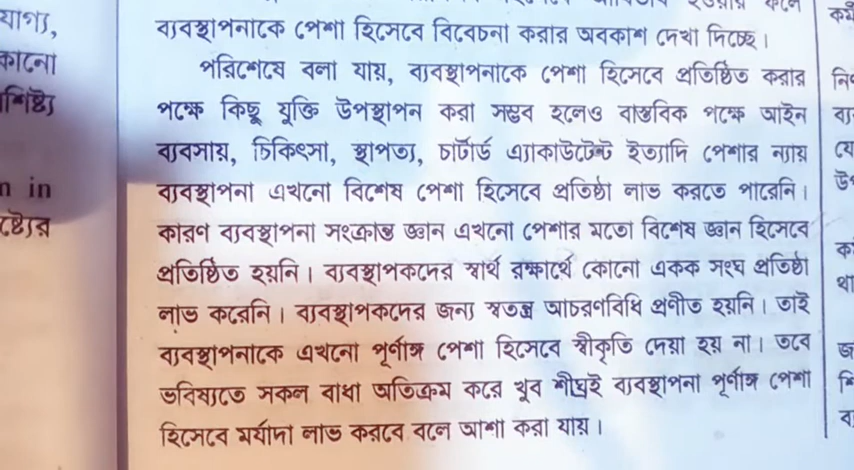 ব্যবস্থাপনাকে পেশা হিসেবে বিবেচনা করার অবকাশ দেখা দিচ্ছে।
পরিশেষে বলা যায়, ব্যবস্থাপনাকে পেশা হিসেবে প্রতিষ্ঠিত করার
পক্ষে কিছু যুক্তি উপস্থাপন করা সম্ভব হলেও বাস্তবিক পক্ষে আইন
ব্যবসায়, চিকিৎসা, স্থাপত্য, চার্টার্ড এ্যাকাউন্টেন্ট ইত্যাদি পেশার ন্যায়
ব্যবস্থাপনা এখনো বিশেষ পেশা হিসেবে প্রতিষ্ঠা লাভ করতে পারেনি।
কারণ ব্যবস্থাপনা সংক্রান্ত জ্ঞান এখনো পেশার মতো বিশেষ জ্ঞান হিসেবে
প্রতিষ্ঠিত হয়নি। ব্যবস্থাপকদের স্বার্থ রক্ষার্থে কোনো একক সংঘ প্রতিষ্ঠা
লাভ করেনি। ব্যবস্থাপকদের জন্য স্বতন্ত্র আচরণবিধি প্রণীত হয়নি। তাই
ব্যবস্থাপনাকে এখনো পূর্ণাঙ্গ পেশা হিসেবে স্বীকৃতি দেয়া হয় না। তবে
ভবিষ্যতে সকল বাধা অতিক্রম করে খুব শীঘ্রই ব্যবস্থাপনা পূর্ণাঙ্গ পেশা
হিসেবে মর্যাদা লাভ করবে বলে আশা করা যায়।